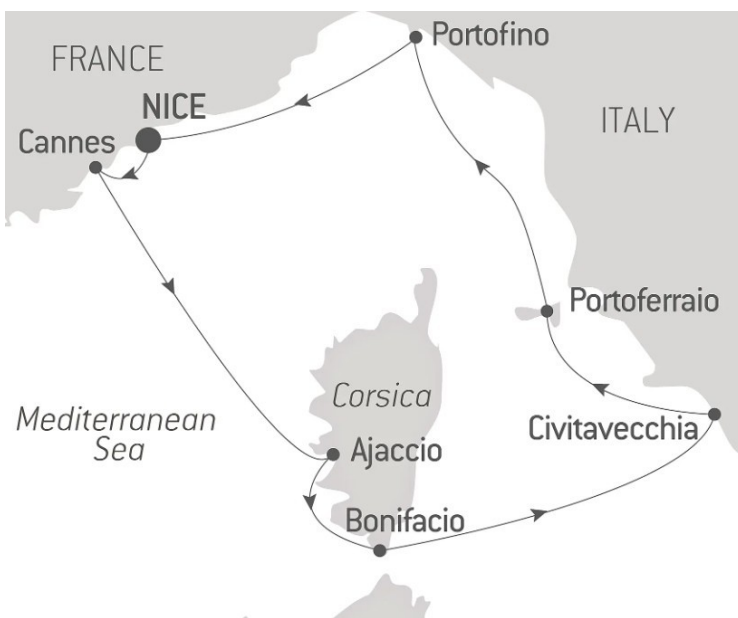 Portofino
FRANCE
NICE
ITALY
Cannes
Portoferraio
Corsica
Mediterranean
Sea
Civitavecchia
Ajaccio
Bonifacio